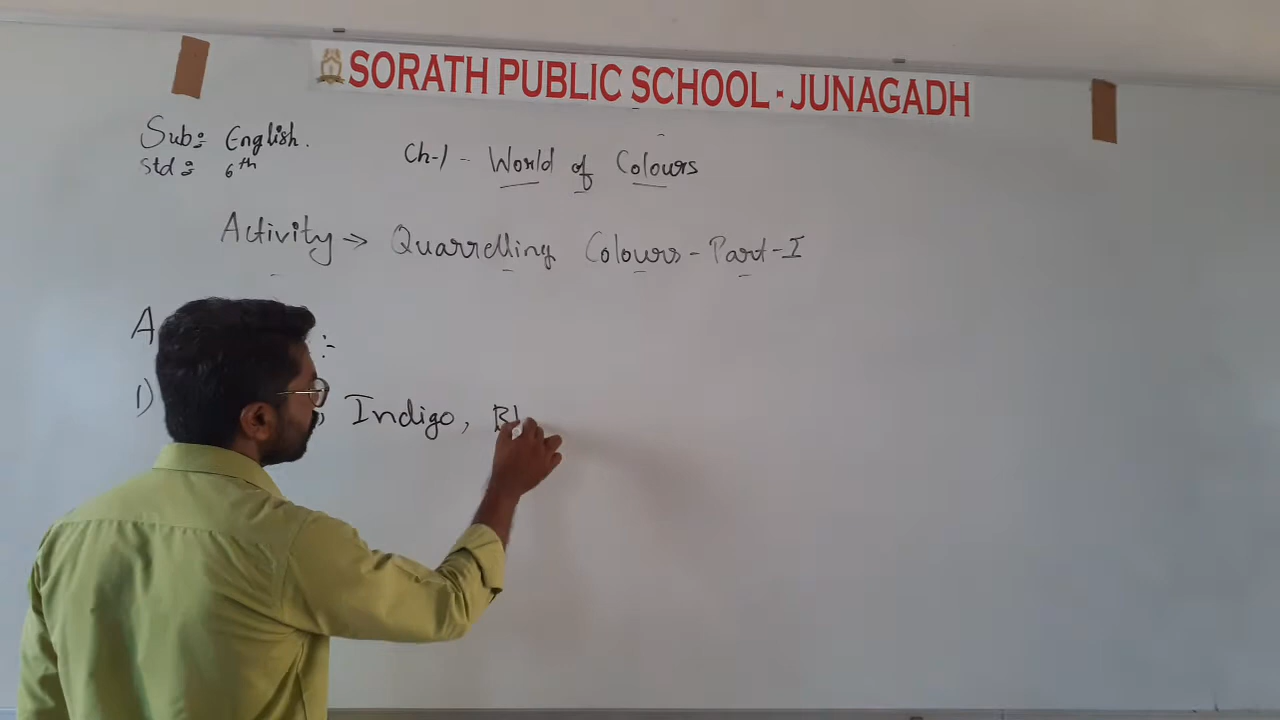 SORATH PUBLIC SCHOOL - JUNAGADH
Sub:- English.
Std:- 6th
Ch-1 - World of Colours
Activity → Quarrelling Colours - Part - I
A :-
1) , Indigo, Bl